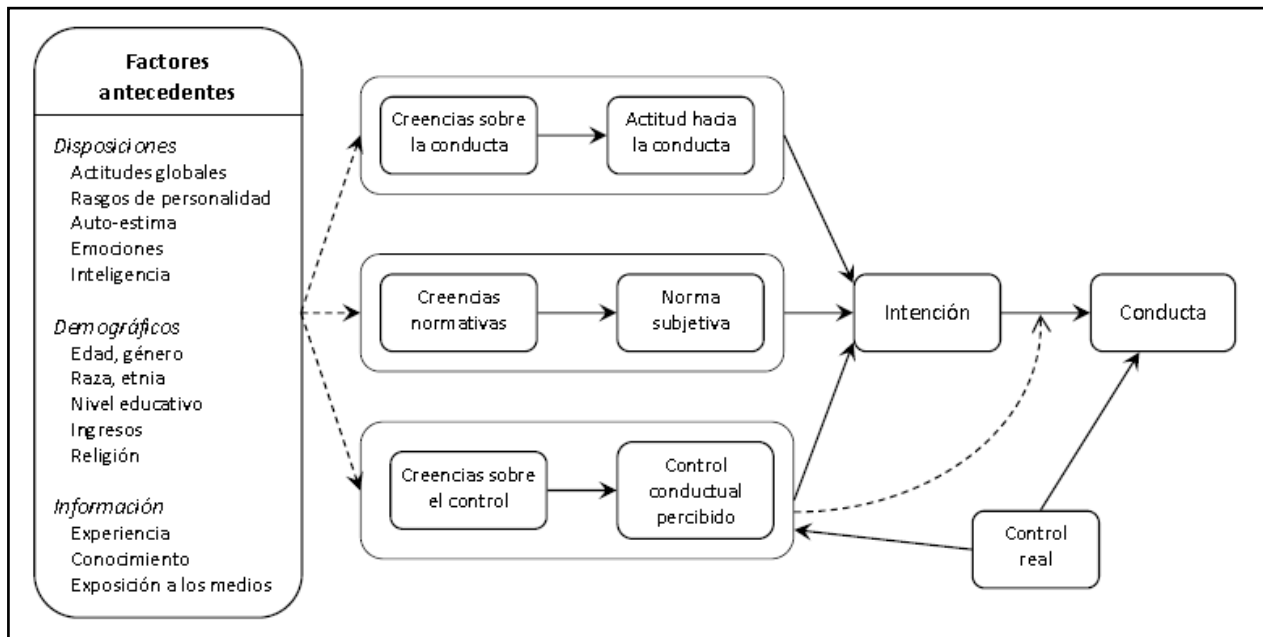 Factores
antecedentes
Disposiciones
Actitudes globales
Rasgos de personalidad
Auto-estima
Emociones
Inteligencia
Demográficos
Edad, género
Raza, etnia
Nivel educativo
Ingresos
Religión
Información
Experiencia
Conocimiento
Exposición a los medios
Creencias sobre
la conducta
Actitud hacia
la conducta
Creencias
normativas
Norma
subjetiva
Creencias sobre
el control
Control
conductual
percibido
Intención
Conducta
Control
real